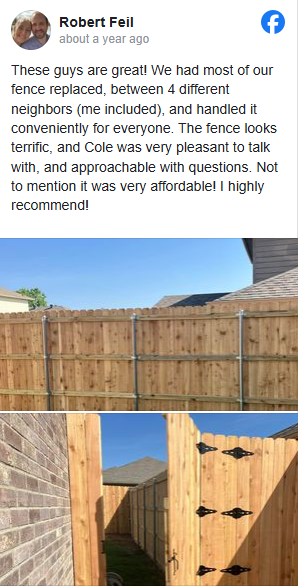 Robert Feil
about a year ago
These guys are great! We had most of our
fence replaced, between 4 different
neighbors (me included), and handled it
conveniently for everyone. The fence looks
terrific, and Cole was very pleasant to talk
with, and approachable with questions. Not
to mention it was very affordable! I highly
recommend!